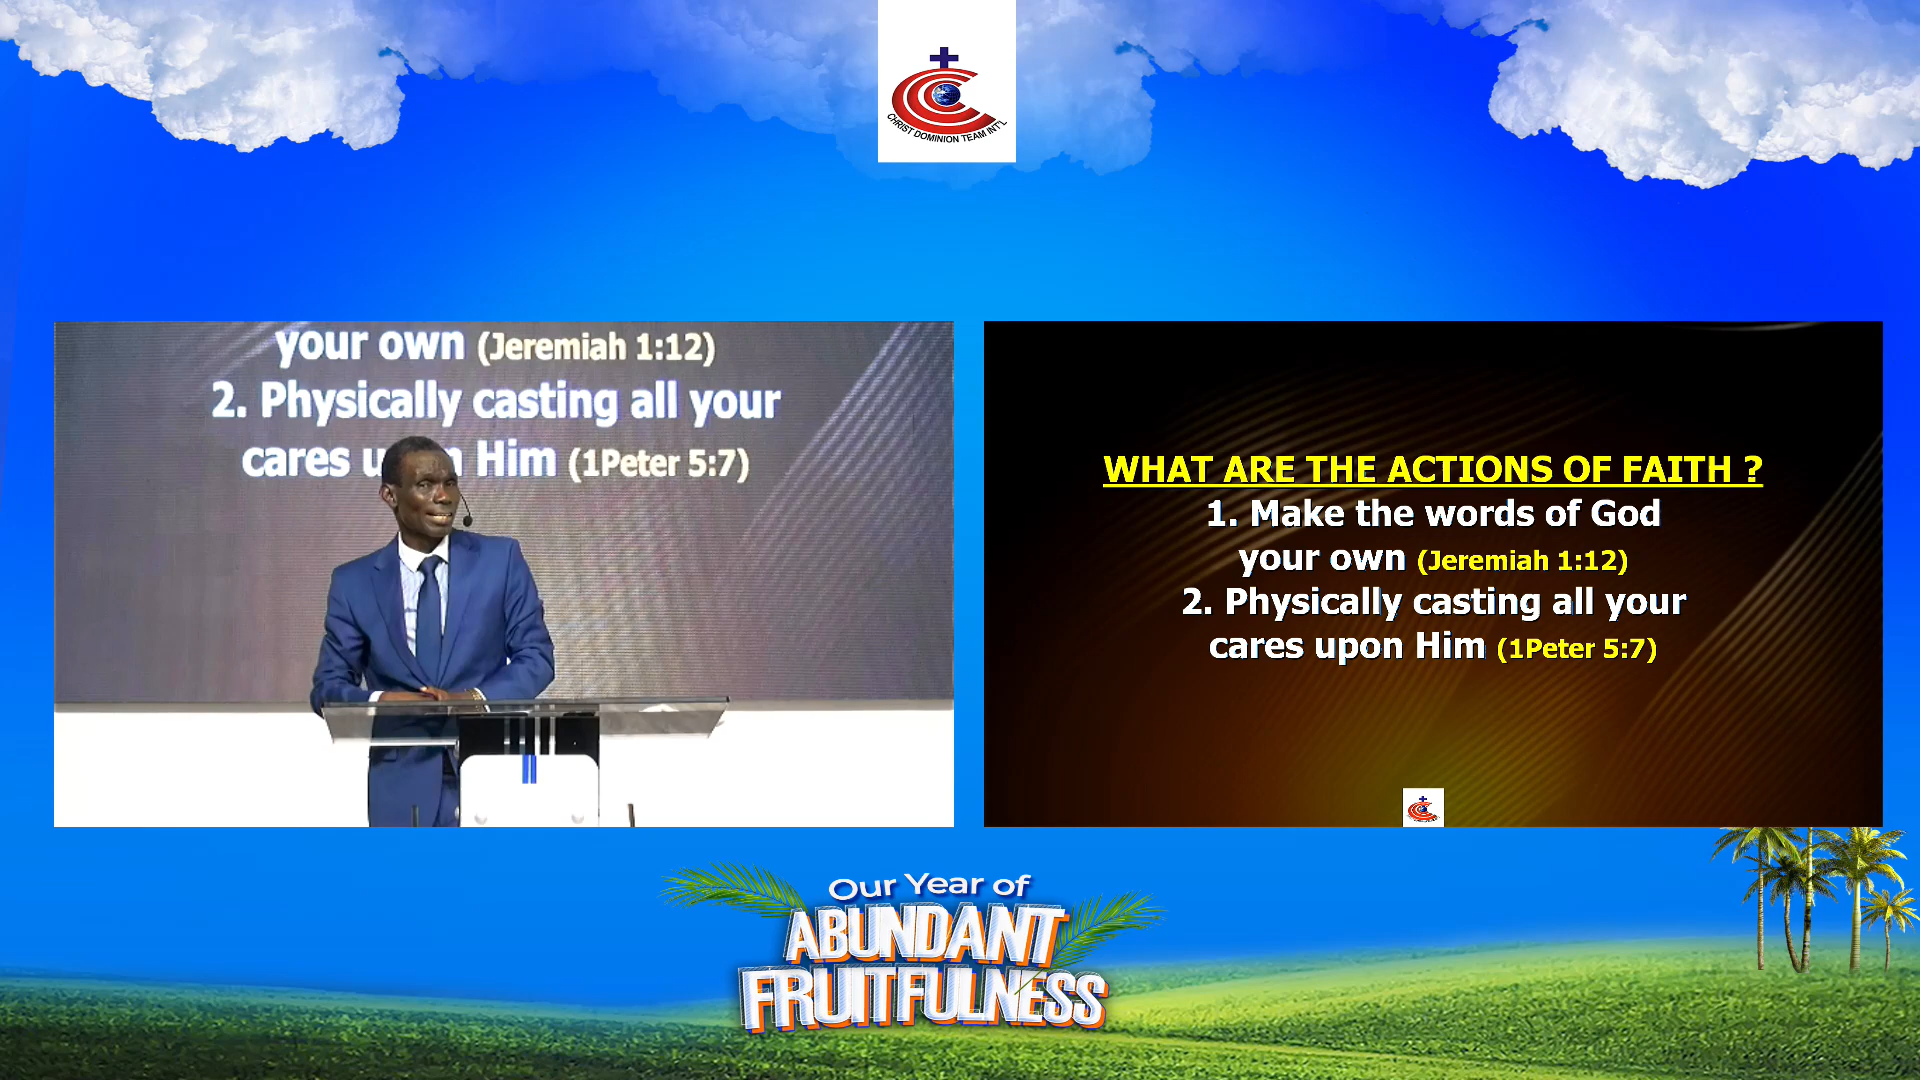 CHRIST DOMINION TEAM INT'L
your own (Jeremiah 1:12)
2. Physically casting all your
cares u n Him (1Peter 5:7)
WHAT ARE THE ACTIONS OF FAITH ?
1. Make the words of God
your own (Jeremiah 1:12)
2. Physically casting all your
cares upon Him (1Peter 5:7)
Our Year of
ABUNDANT
FRUITFULNESS